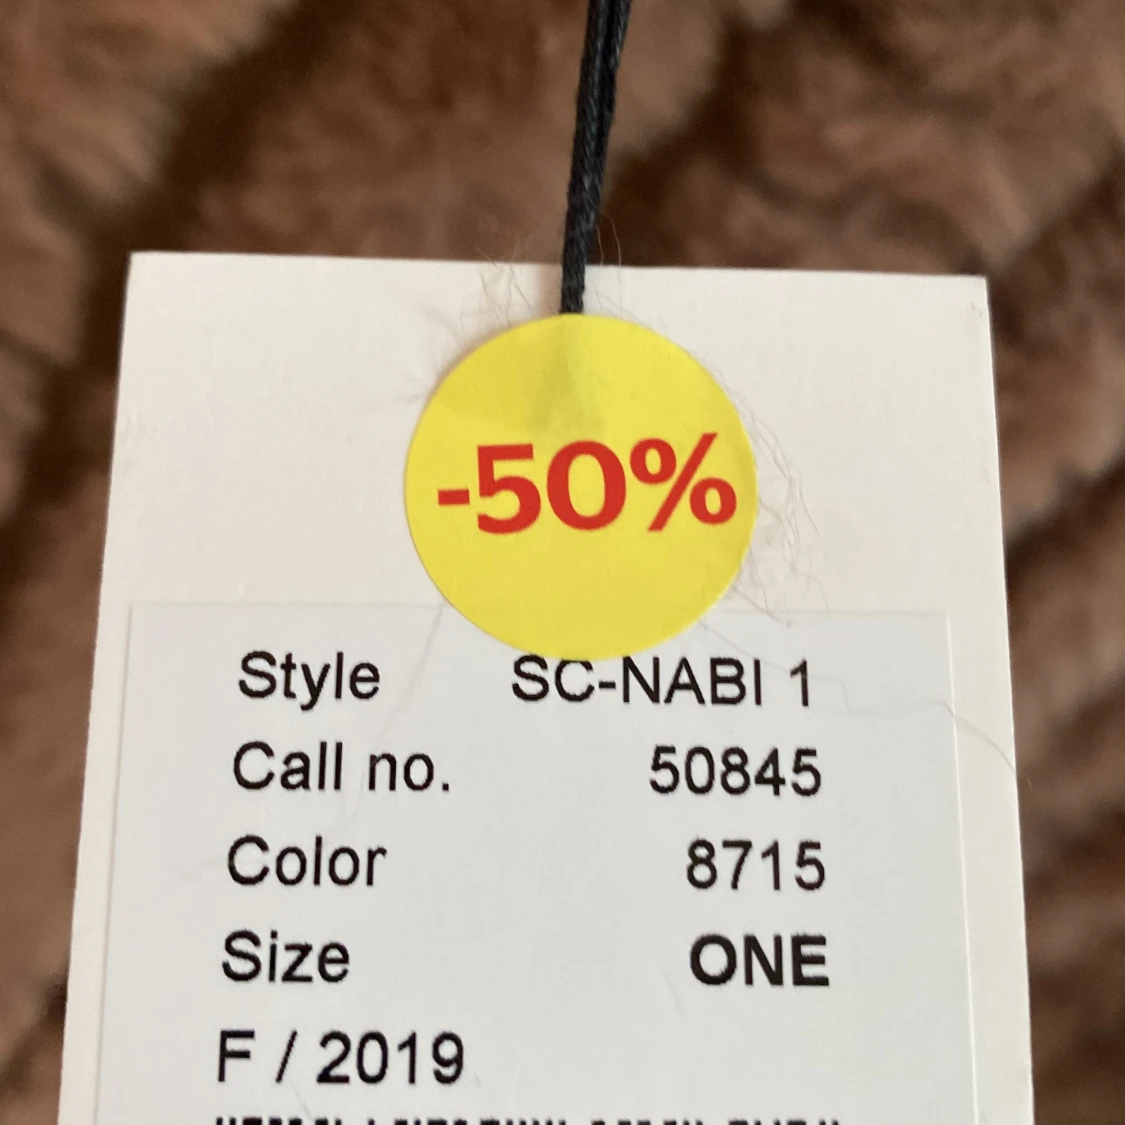 -50%
Style SC-NABI 1
Call no. 50845
Color 8715
Size ONE
F / 2019